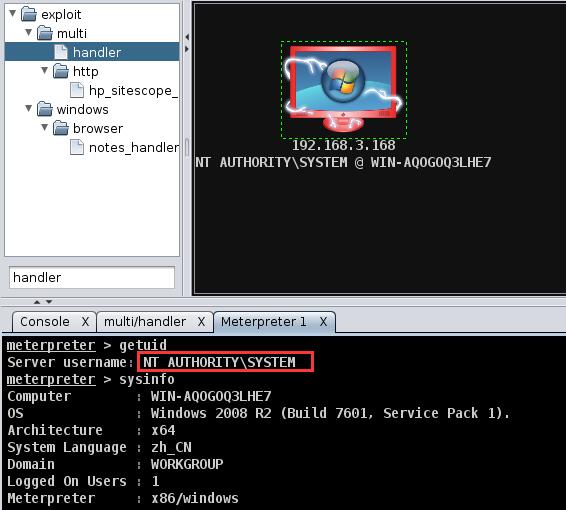 exploit
multi
handler
http
hp_sitescope_
windows
browser
notes_handler
handler
192.168.3.168
NT AUTHORITY\SYSTEM @ WIN-AQOGOQ3LHE7
Console X multi/handler X Meterpreter 1 X
meterpreter > getuid
Server username: NT AUTHORITY\SYSTEM
meterpreter > sysinfo
Computer : WIN-AQOGOQ3LHE7
OS : Windows 2008 R2 (Build 7601, Service Pack 1).
Architecture : x64
System Language : zh_CN
Domain : WORKGROUP
Logged On Users : 1
Meterpreter : x86/windows